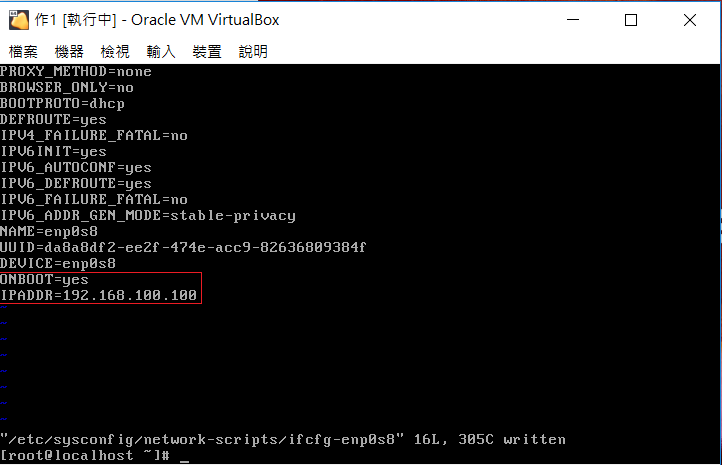 作1 [執行中] - Oracle VM VirtualBox
檔案 機器 檢視 輸入 裝置 說明
PROXY_METHOD=none
BROWSER_ONLY=no
BOOTPROTO=dhcp
DEFROUTE=yes
IPV4_FAILURE_FATAL=no
IPV6INIT=yes
IPV6_AUTOCONF=yes
IPV6_DEFROUTE=yes
IPV6_FAILURE_FATAL=no
IPV6_ADDR_GEN_MODE=stable-privacy
NAME=enp0s8
UUID=da8a8df2-ee2f-474e-acc9-82636809384f
DEVICE=enp0s8
ONBOOT=yes
IPADDR=192.168.100.100
~
~
~
~
~
~
~
~
"/etc/sysconfig/network-scripts/ifcfg-enp0s8" 16L, 305C written
[root@localhost ~]# _